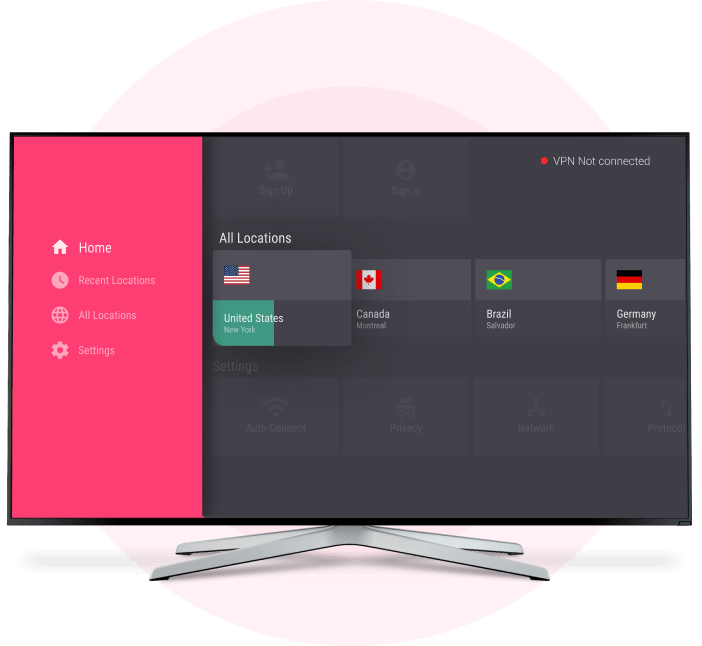 Sign Up
Sign In
VPN Not connected
Home
Recent Locations
All Locations
Settings
All Locations
United States
New York
Canada
Montreal
Brazil
Salvador
Germany
Frankfurt
Settings
Auto Connect
Privacy
Network
Protocol